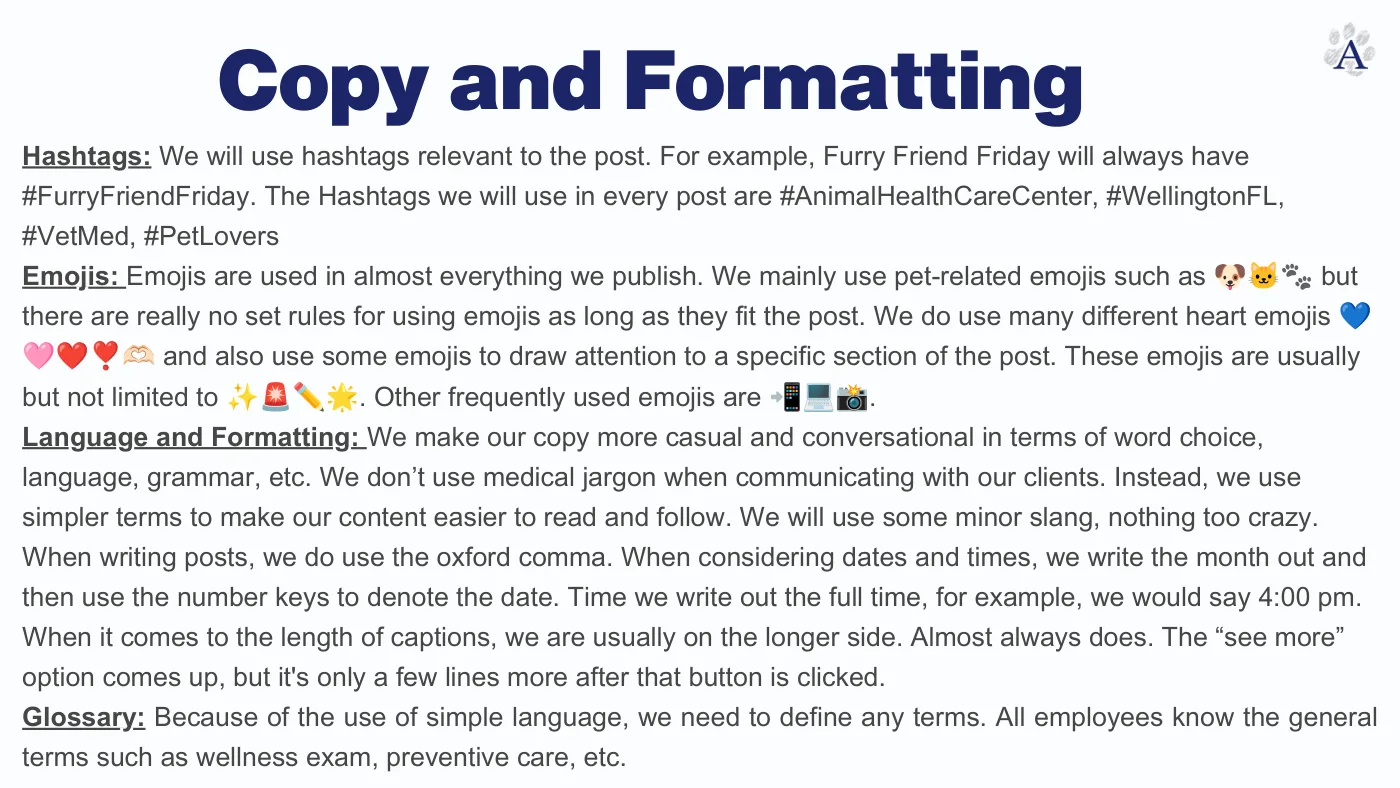 A
Copy and Formatting
Hashtags: We will use hashtags relevant to the post. For example, Furry Friend Friday will always have
#FurryFriendFriday. The Hashtags we will use in every post are #AnimalHealthCareCenter, #WellingtonFL,
#VetMed, #PetLovers
Emojis: Emojis are used in almost everything we publish. We mainly use pet-related emojis such as 🐶🐱🐾 but
there are really no set rules for using emojis as long as they fit the post. We do use many different heart emojis 💙
🩷❤️❣️🫶🏻 and also use some emojis to draw attention to a specific section of the post. These emojis are usually
but not limited to ✨🚨✏️🌟. Other frequently used emojis are 📲💻📸.
Language and Formatting: We make our copy more casual and conversational in terms of word choice,
language, grammar, etc. We don’t use medical jargon when communicating with our clients. Instead, we use
simpler terms to make our content easier to read and follow. We will use some minor slang, nothing too crazy.
When writing posts, we do use the oxford comma. When considering dates and times, we write the month out and
then use the number keys to denote the date. Time we write out the full time, for example, we would say 4:00 pm.
When it comes to the length of captions, we are usually on the longer side. Almost always does. The “see more”
option comes up, but it's only a few lines more after that button is clicked.
Glossary: Because of the use of simple language, we need to define any terms. All employees know the general
terms such as wellness exam, preventive care, etc.